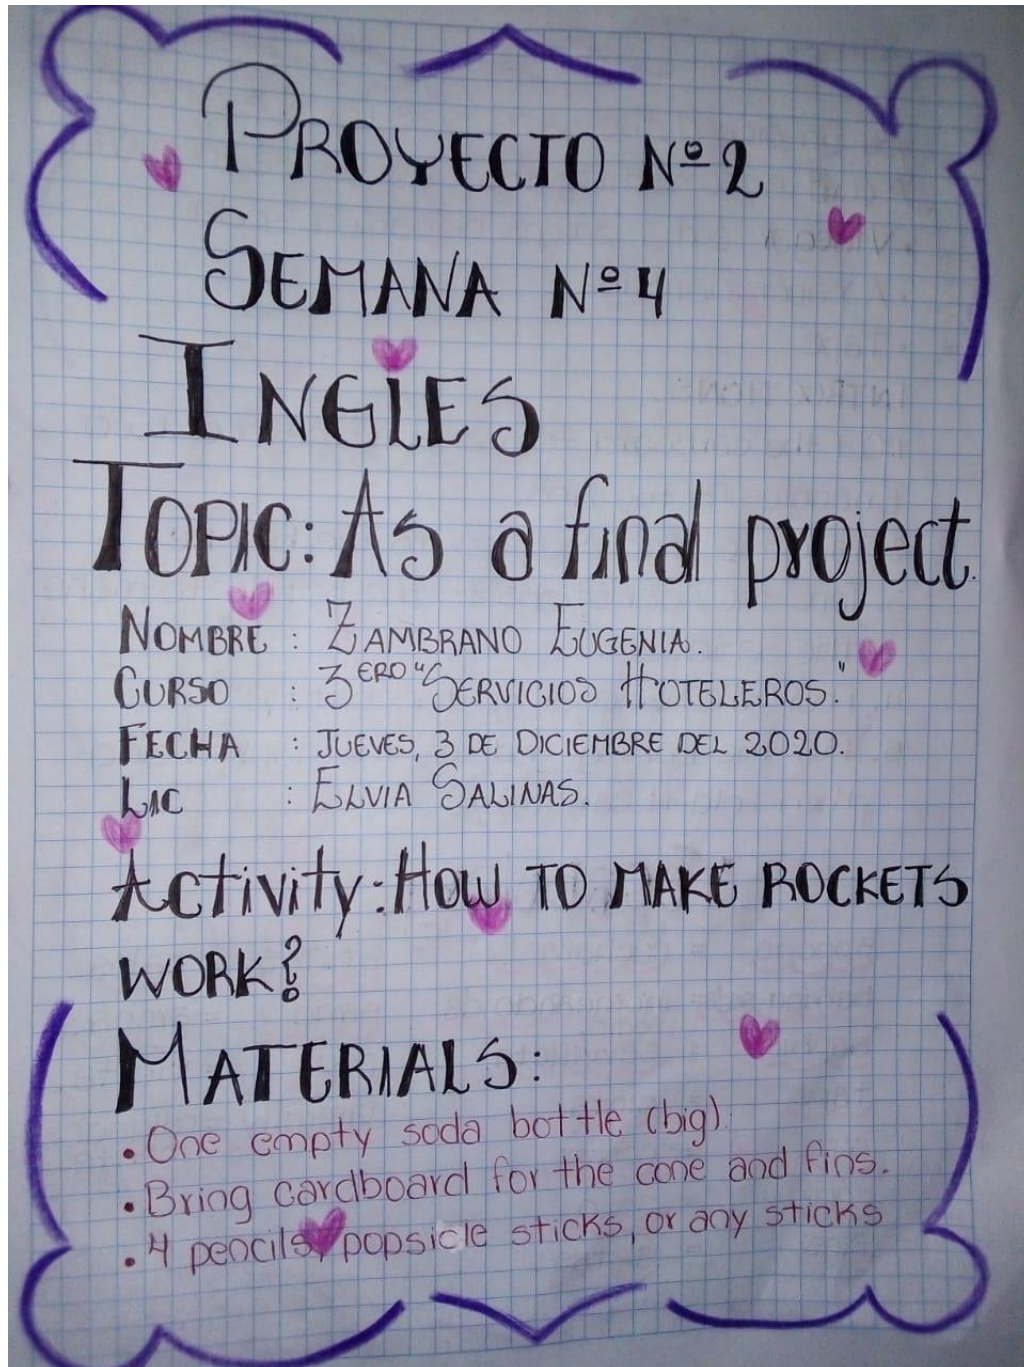 PROYECTO Nº 2
SEMANA Nº 4
INGLES
TOPIC: As a final project.
NOMBRE : ZAMBRANO EUGENIA.
CURSO : 3ERO "SERVICIOS HOTELEROS."
FECHA : JUEVES, 3 DE DICIEMBRE DEL 2020.
LIC : ELVIA SALINAS.
Activity: HOW TO MAKE ROCKETS
WORK?
MATERIALS:
• One empty soda bottle (big).
• Bring cardboard for the cone and fins.
• 4 pencils, popsicle sticks, or any sticks